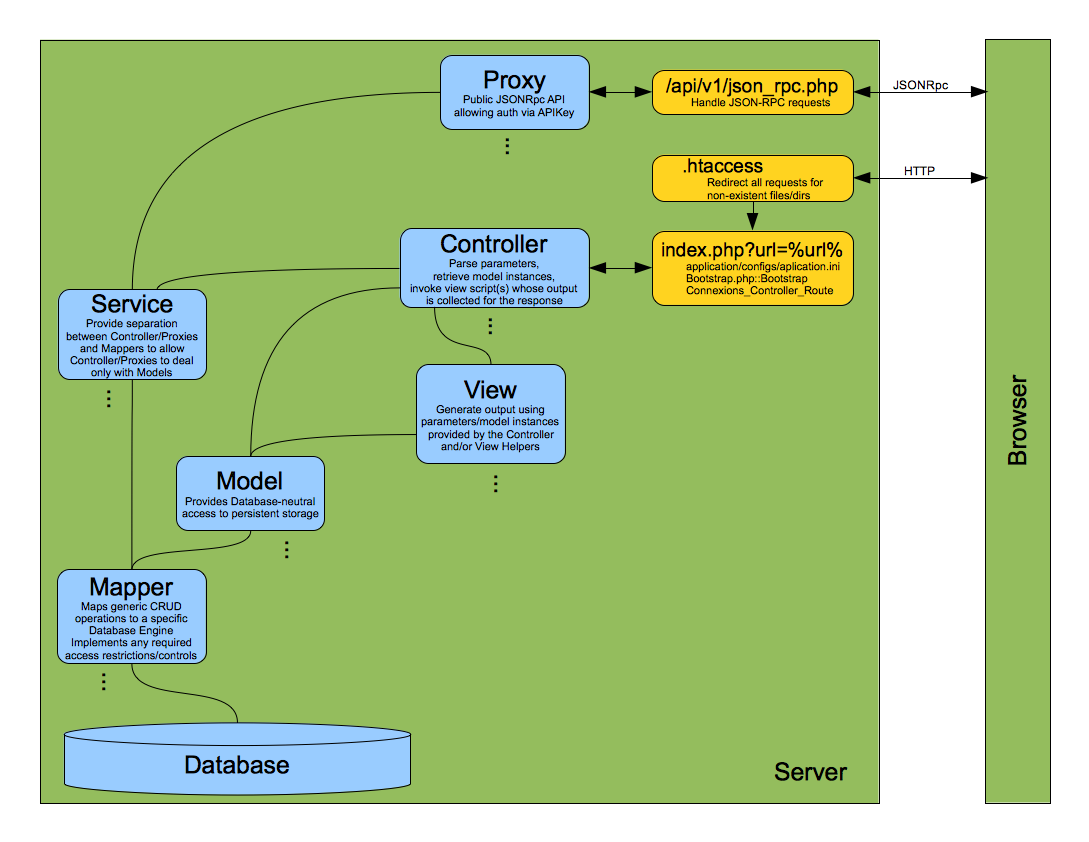 Proxy
Public JSONRpc API
allowing auth via APIKey
/api/v1/json_rpc.php
Handle JSON-RPC requests
JSONRpc
.htaccess
Redirect all requests for
non-existent files/dirs
HTTP
Controller
Parse parameters,
retrieve model instances,
invoke view script(s) whose output
is collected for the response
index.php?url=%url%
application/configs/aplication.ini
Bootstrap.php::Bootstrap
Connexions_Controller_Route
Service
Provide separation
between Controller/Proxies
and Mappers to allow
Controller/Proxies to deal
only with Models
View
Generate output using
parameters/model instances
provided by the Controller
and/or View Helpers
Browser
Model
Provides Database-neutral
access to persistent storage
Mapper
Maps generic CRUD
operations to a specific
Database Engine
Implements any required
access restrictions/controls
Database
Server